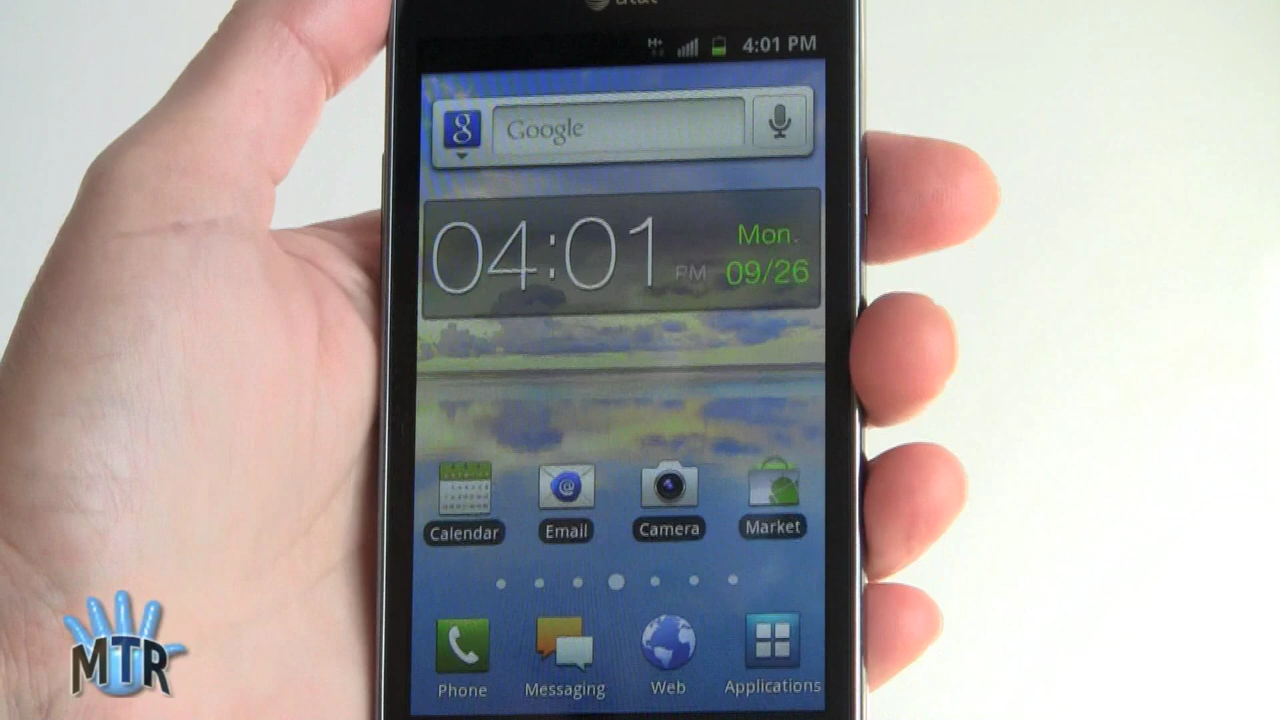 at&t
H+
4:01 PM
g
Google
04:01 PM
Mon.
09/26
@
Calendar
Email
Camera
Market
Phone
Messaging
Web
Applications
MTR